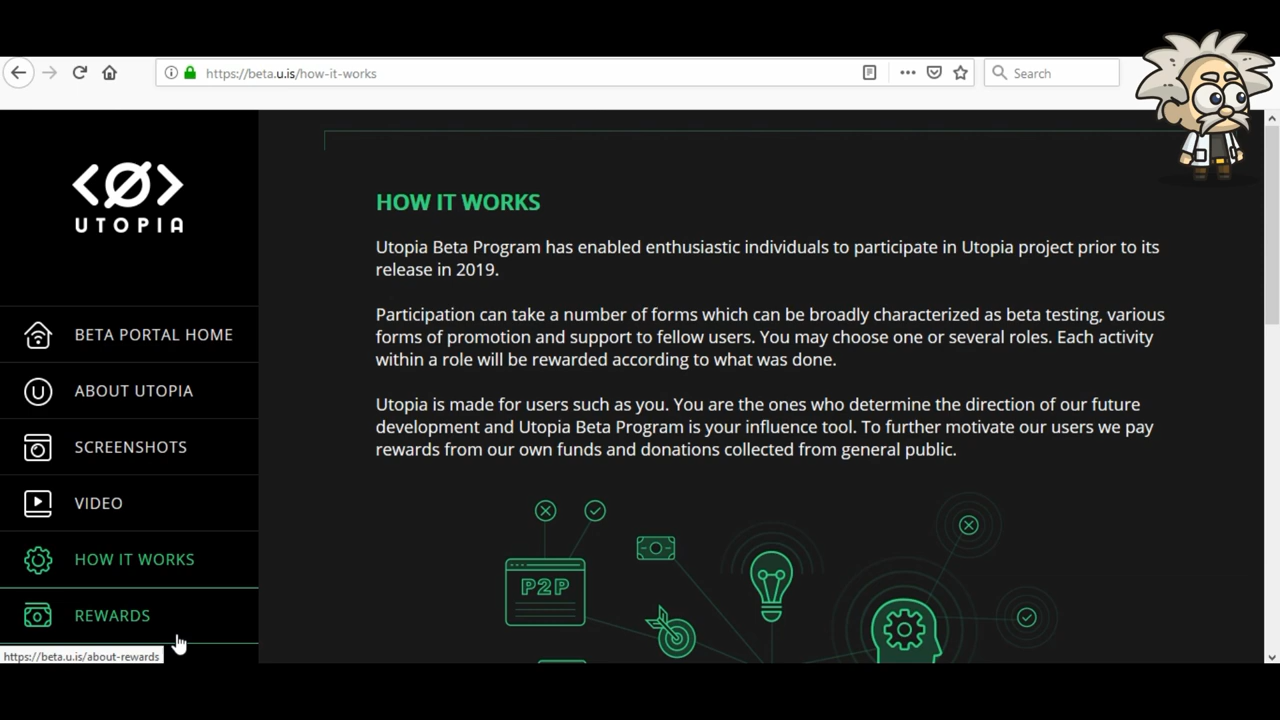 https://beta.u.is/how-it-works
Search
UTOPIA
BETA PORTAL HOME
ABOUT UTOPIA
SCREENSHOTS
VIDEO
HOW IT WORKS
REWARDS
https://beta.u.is/about-rewards
HOW IT WORKS
Utopia Beta Program has enabled enthusiastic individuals to participate in Utopia project prior to its
release in 2019.
Participation can take a number of forms which can be broadly characterized as beta testing, various
forms of promotion and support to fellow users. You may choose one or several roles. Each activity
within a role will be rewarded according to what was done.
Utopia is made for users such as you. You are the ones who determine the direction of our future
development and Utopia Beta Program is your influence tool. To further motivate our users we pay
rewards from our own funds and donations collected from general public.
P2P